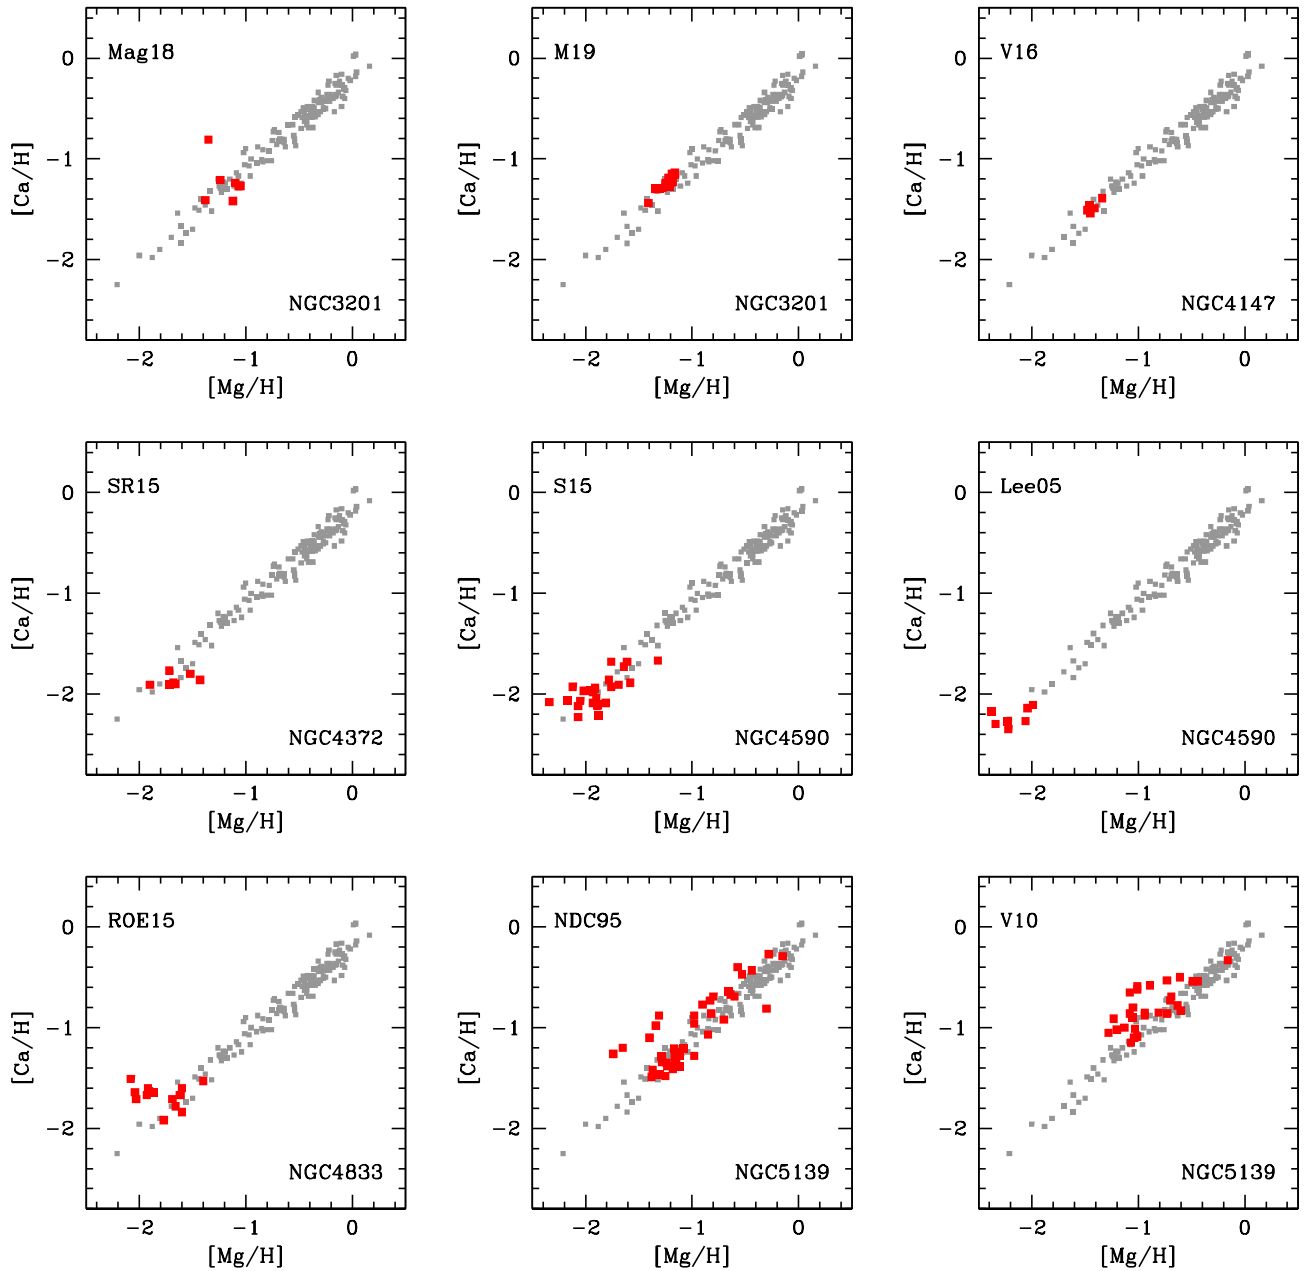 0
Mag18
−1
[Ca/H]
−2
NGC3201
−2 −1 0
[Mg/H]
0
M19
−1
[Ca/H]
−2
NGC3201
−2 −1 0
[Mg/H]
0
V16
−1
[Ca/H]
−2
NGC4147
−2 −1 0
[Mg/H]
0
SR15
−1
[Ca/H]
−2
NGC4372
−2 −1 0
[Mg/H]
0
S15
−1
[Ca/H]
−2
NGC4590
−2 −1 0
[Mg/H]
0
Lee05
−1
[Ca/H]
−2
NGC4590
−2 −1 0
[Mg/H]
0
ROE15
−1
[Ca/H]
−2
NGC4833
−2 −1 0
[Mg/H]
0
NDC95
−1
[Ca/H]
−2
NGC5139
−2 −1 0
[Mg/H]
0
V10
−1
[Ca/H]
−2
NGC5139
−2 −1 0
[Mg/H]